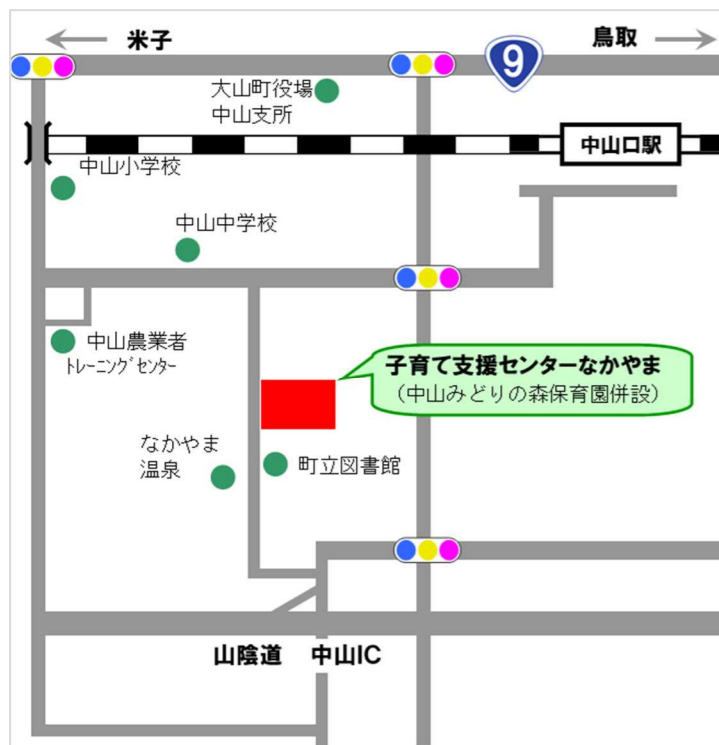 米子
鳥取
9
大山町役場
中山支所
中山口駅
中山小学校
中山中学校
中山農業者
トレーニングセンター
子育て支援センターなかやま
（中山みどりの森保育園併設）
なかやま
温泉
町立図書館
山陰道　中山IC